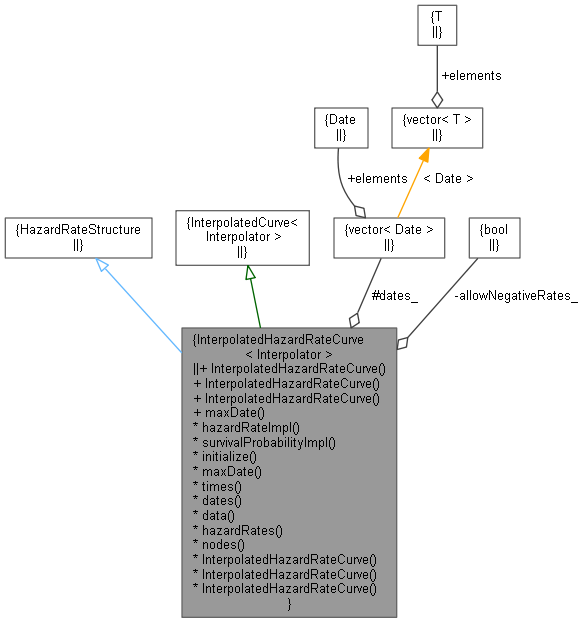 {T
||}
+elements
{Date
||}
{vector< T >
||}
+elements
< Date >
{HazardRateStructure
||}
{InterpolatedCurve<
Interpolator >
||}
{vector< Date >
||}
{bool
||}
#dates_
-allowNegativeRates_
{InterpolatedHazardRateCurve
< Interpolator >
||+ InterpolatedHazardRateCurve()
+ InterpolatedHazardRateCurve()
+ InterpolatedHazardRateCurve()
+ maxDate()
* hazardRateImpl()
* survivalProbabilityImpl()
* initialize()
* maxDate()
* times()
* dates()
* data()
* hazardRates()
* nodes()
* InterpolatedHazardRateCurve()
* InterpolatedHazardRateCurve()
* InterpolatedHazardRateCurve()
}